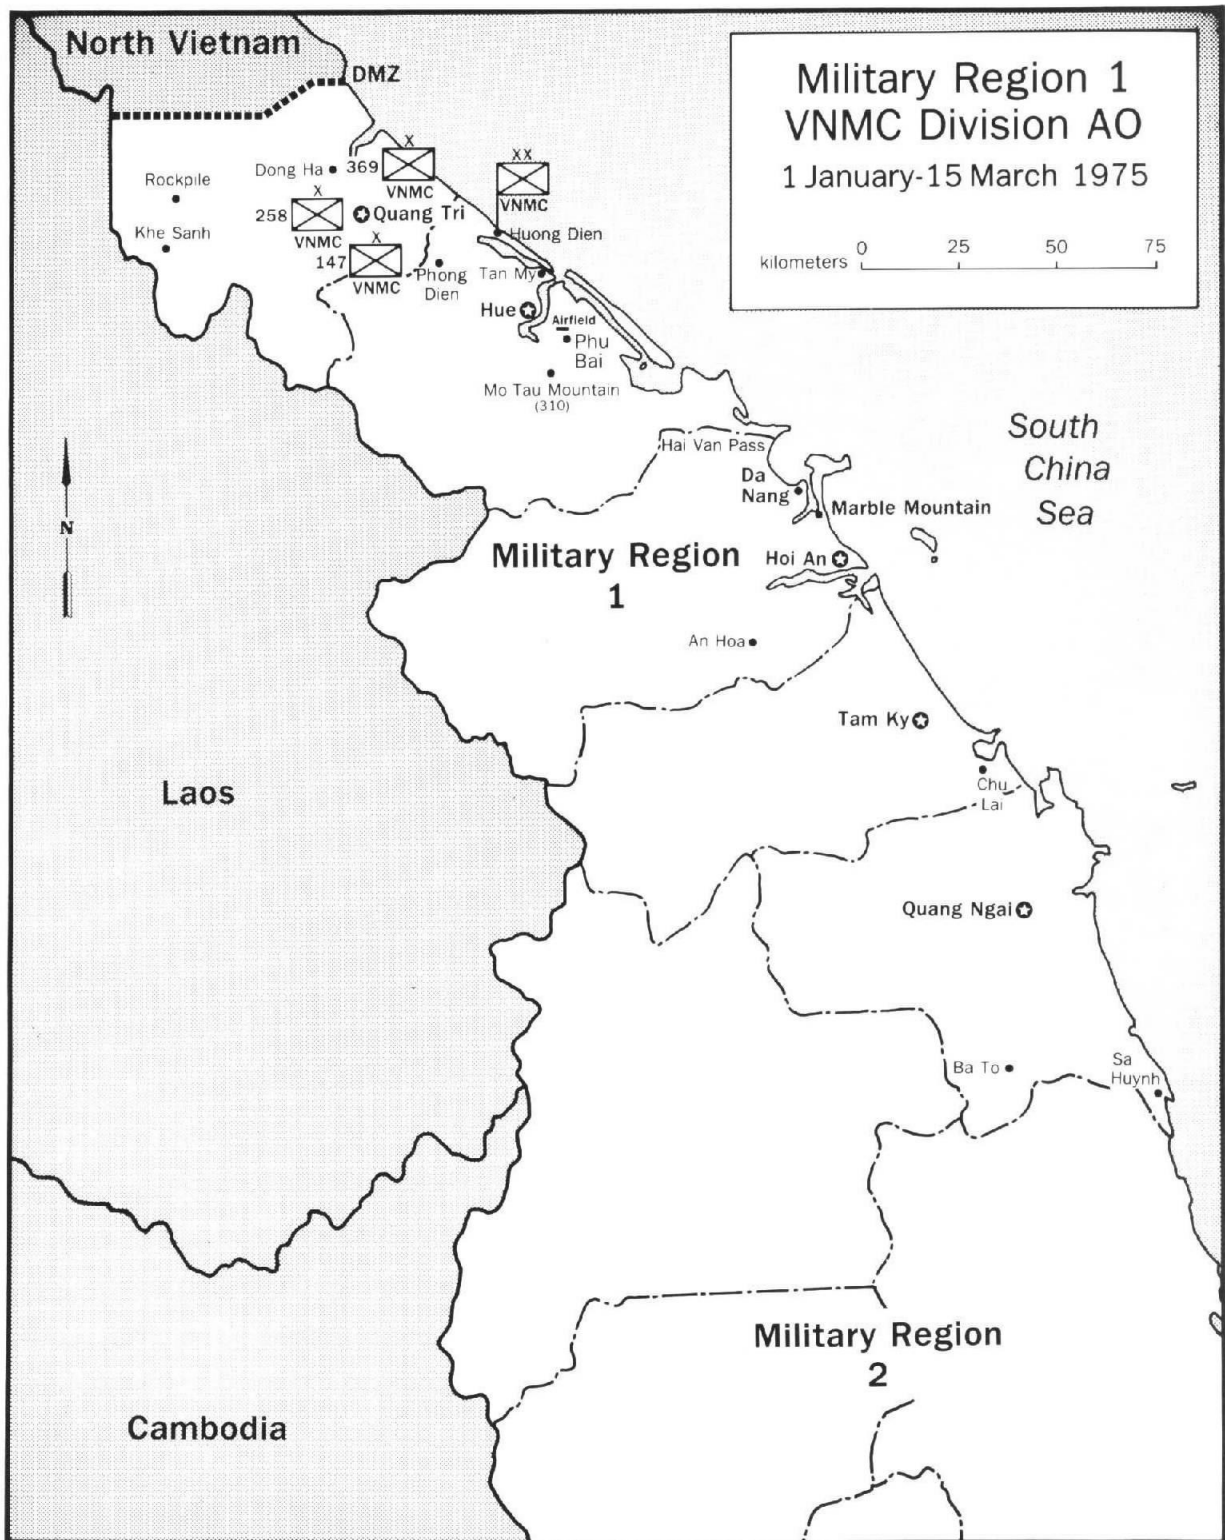 North Vietnam
DMZ
Military Region 1
VNMC Division AO
1 January-15 March 1975
0 25 50 75
kilometers
X
369
VNMC
XX
VNMC
Dong Ha
Rockpile
X
258
VNMC
Quang Tri
Khe Sanh
X
147
VNMC
Huong Dien
Phong
Dien
Tan My
Hue
Airfield
Phu
Bai
Mo Tau Mountain
(310)
South
China
Sea
Hai Van Pass
Da
Nang
Marble Mountain
N
Military Region
1
Hoi An
An Hoa
Tam Ky
Chu
Lai
Laos
Quang Ngai
Ba To
Sa
Huynh
Military Region
2
Cambodia